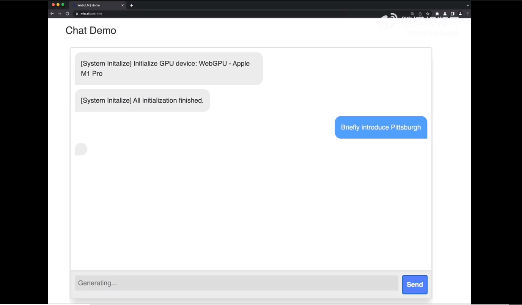 Chat Demo
[System Initalize] Initialize GPU device: WebGPU - Apple
M1 Pro
[System Initalize] All initialization finished.
Briefly introduce Pittsburgh
Generating...
Send